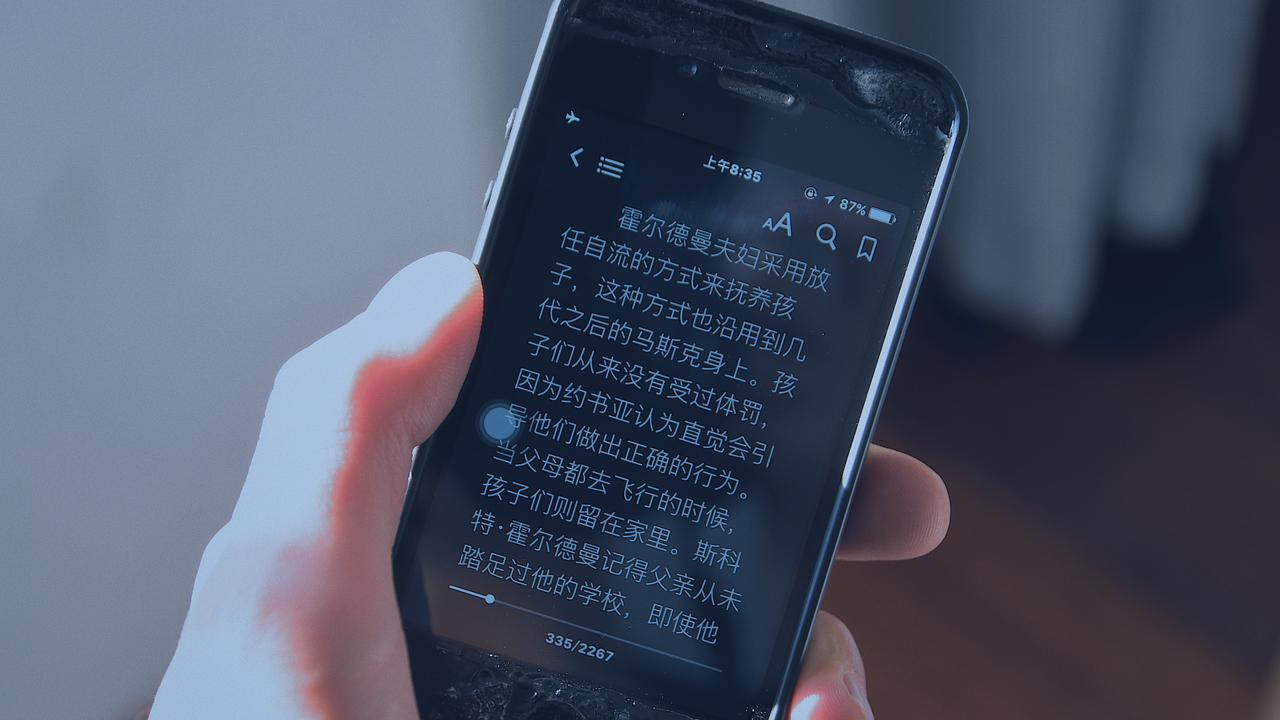 上午8:35
87%
AA
霍尔德曼夫妇采用放
任自流的方式来抚养孩
子，这种方式也沿用到几
代之后的马斯克身上。孩
子们从来没有受过体罚，
因为约书亚认为直觉会引
导他们做出正确的行为。
当父母都去飞行的时候，
孩子们则留在家里。斯科
特·霍尔德曼记得父亲从未
踏足过他的学校，即使他
335/2267